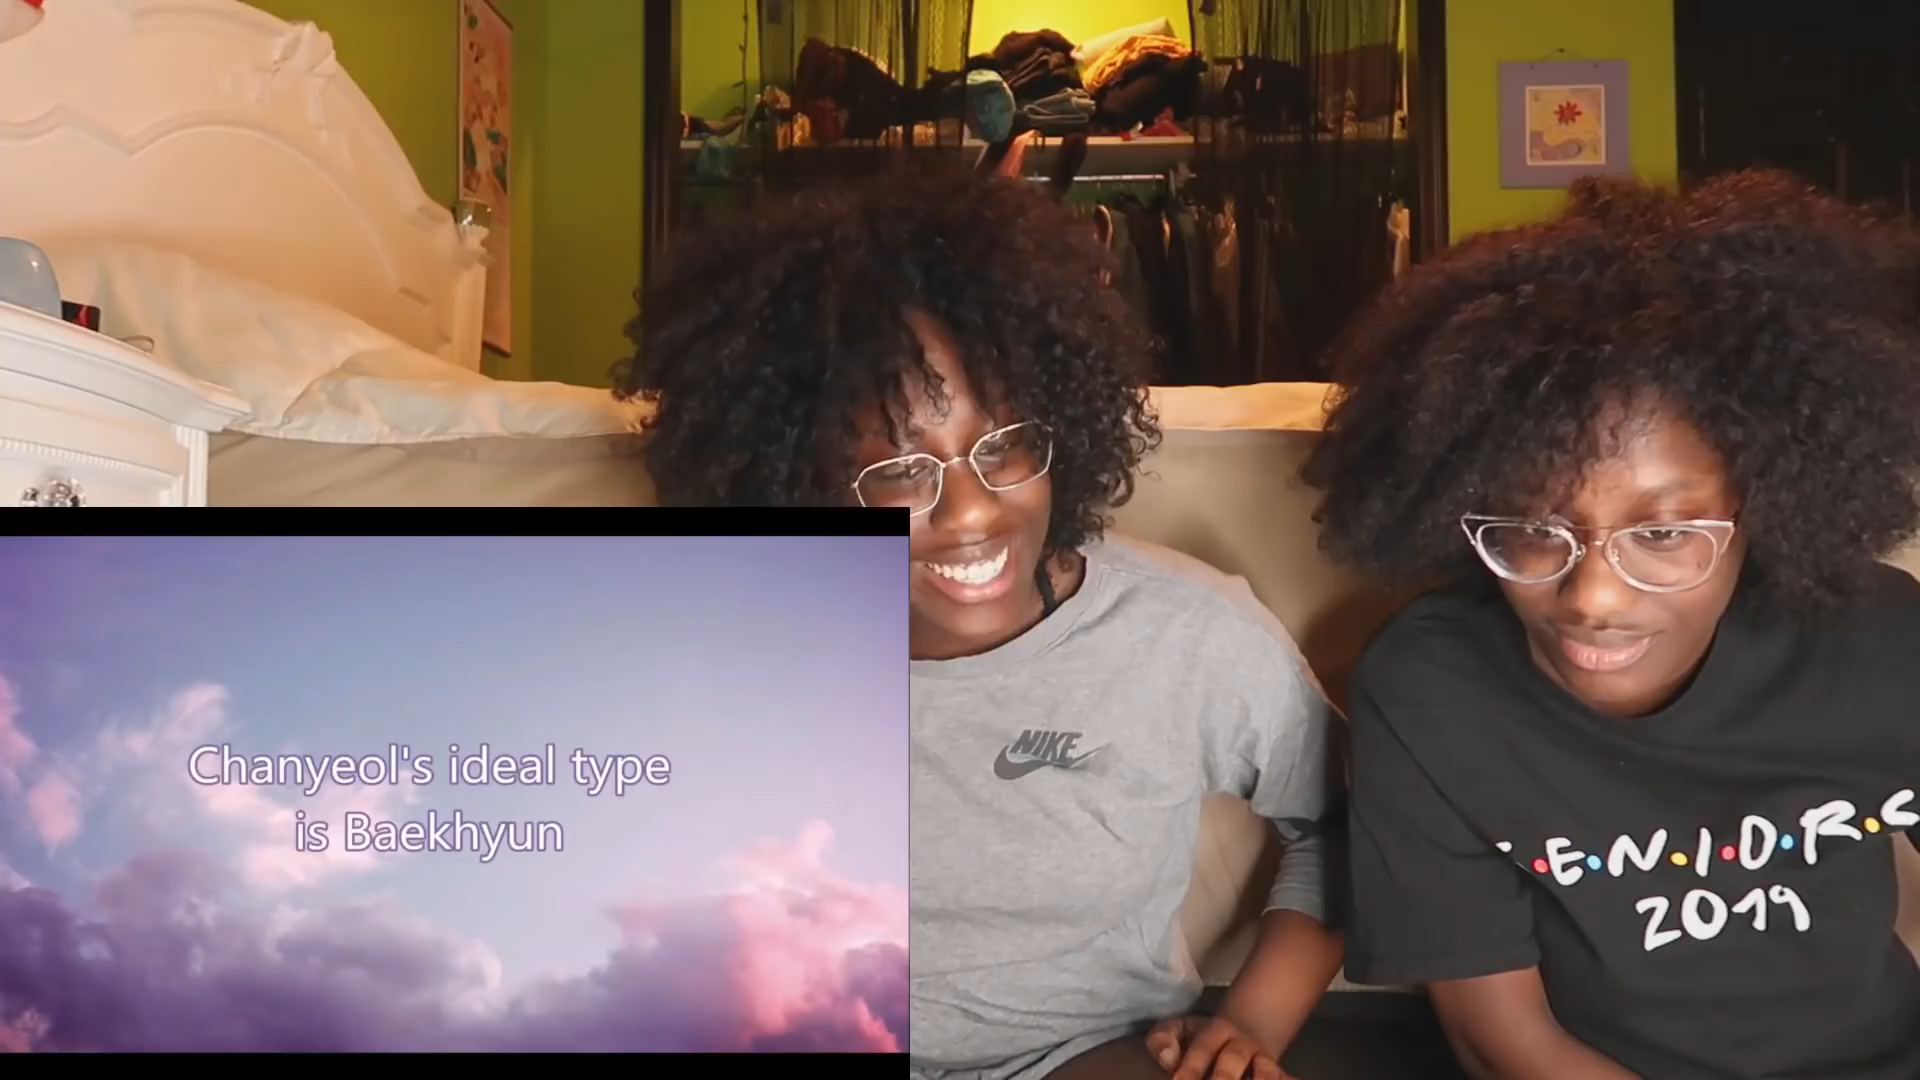 Chanyeol's ideal type
is Baekhyun
NIKE
E.N.I.O.R.S
2019